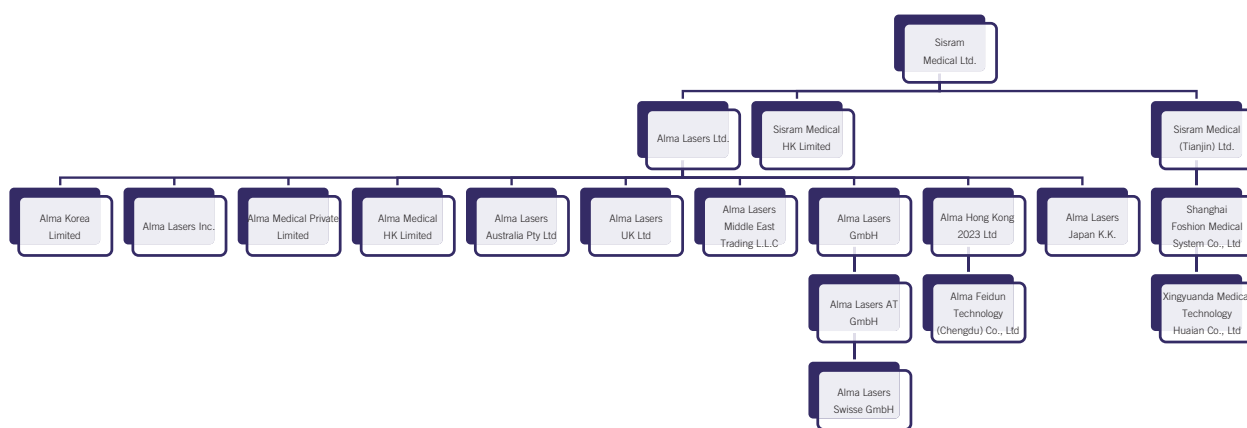 Sisram
Medical Ltd.
Alma Lasers Ltd.
Sisram Medical
HK Limited
Sisram Medical
(Tianjin) Ltd.
Alma Korea
Limited
Alma Lasers Inc.
Alma Medical Private
Limited
Alma Medical
HK Limited
Alma Lasers
Australia Pty Ltd
Alma Lasers
UK Ltd
Alma Lasers
Middle East
Trading L.L.C
Alma Lasers
GmbH
Alma Hong Kong
2023 Ltd
Alma Lasers
Japan K.K.
Shanghai
Foshion Medical
System Co., Ltd
Alma Lasers AT
GmbH
Alma Feidun
Technology
(Chengdu) Co., Ltd
Xingyuanda Medical
Technology
Huaian Co., Ltd
Alma Lasers
Swisse GmbH